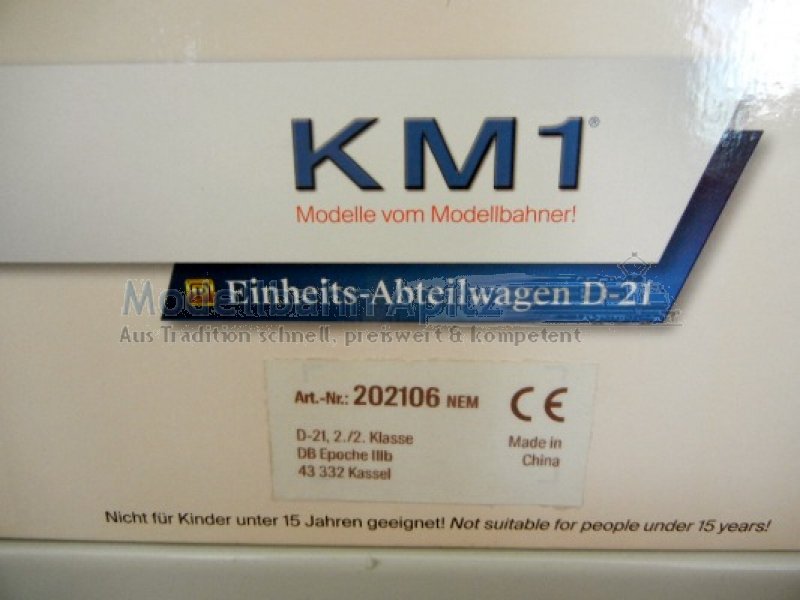 KM1®
Modelle vom Modellbahner!
Einheits-Abteilwagen D-21
Modellbahn Apitz
Aus Tradition schnell, preiswert & kompetent
Art.-Nr.: 202106 NEM
CE
D-21, 2./2. Klasse
DB Epoche IIIb
43 332 Kassel
Made in
China
Nicht für Kinder unter 15 Jahren geeignet! Not suitable for people under 15 years!